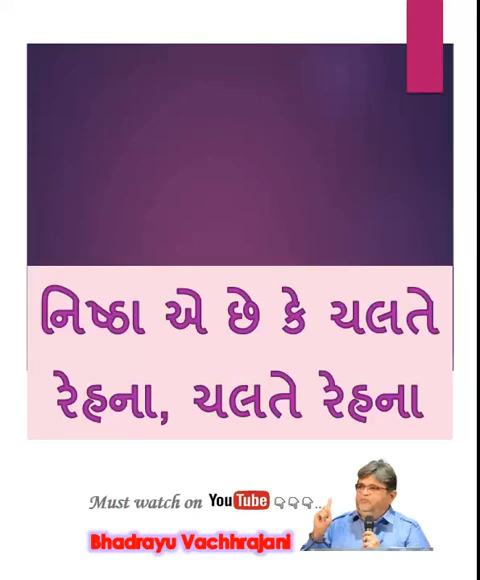 નિષ્ઠા એ છે કે ચલતે
રેહના, ચલતે રેહના
Must watch on YouTube 👇👇👇...
Bhadrayu Vachhrajani